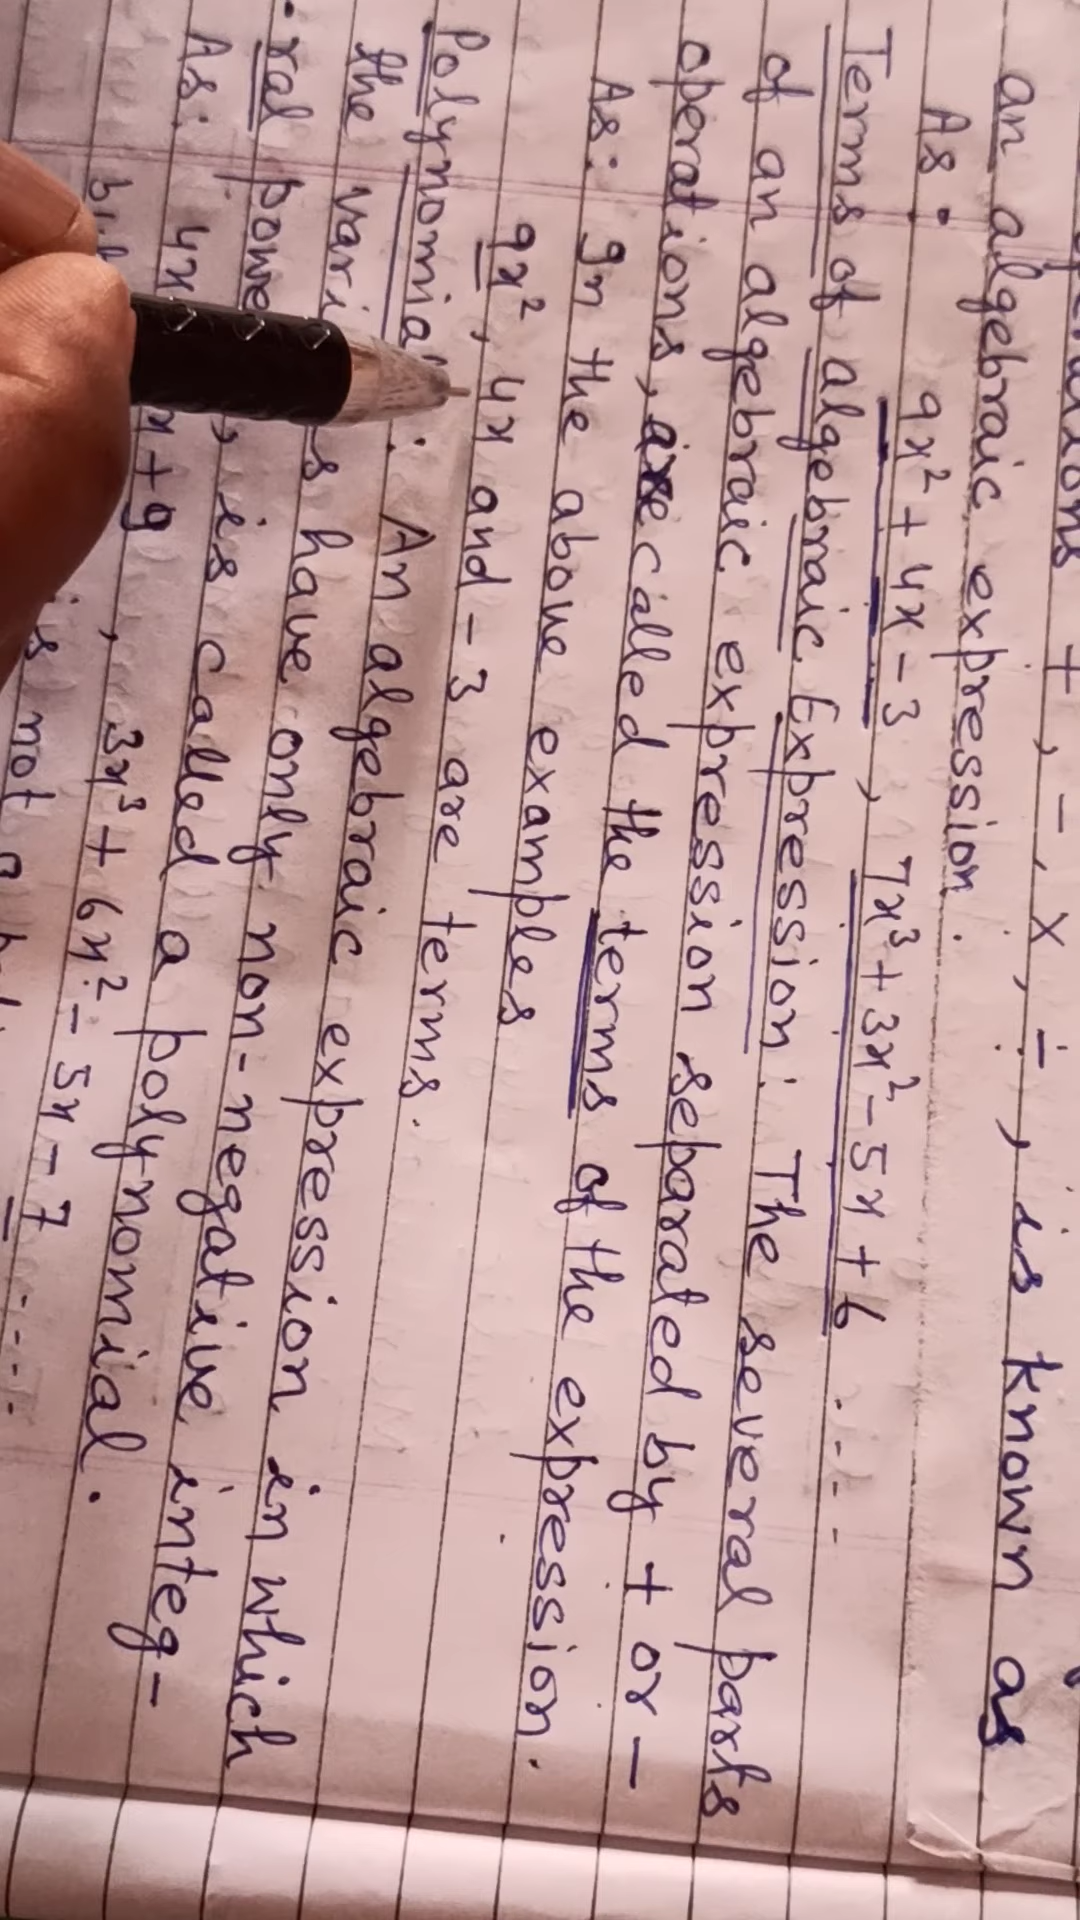 +, -, x, ÷, is known as
an algebraic expression.
As: 9x² + 4x - 3, 7x³ + 3x² - 5x + 6 ....
Terms of algebraic Expression: The several parts
of an algebraic expression separated by + or -
operations, are called the terms of the expression.
As: In the above examples
9x², 4x and - 3 are terms.
An algebraic expression in which
the have only non-negative integ-
-ral is called a polynomial.
As: 4x , 3x³ + 6x² - 5x - 7 ....
is not